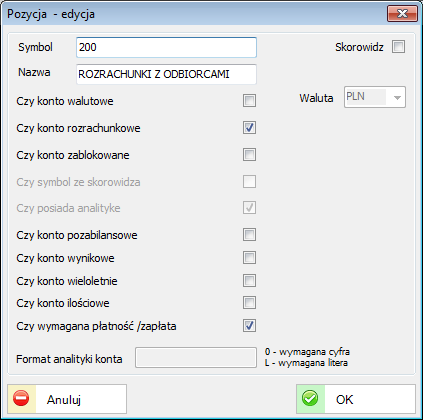 Pozycja - edycja
Symbol 200 Skorowidz
Nazwa ROZRACHUNKI Z ODBIORCAMI
Czy konto walutowe Waluta PLN
Czy konto rozrachunkowe
Czy konto zablokowane
Czy symbol ze skorowidza
Czy posiada analityke
Czy konto pozabilansowe
Czy konto wynikowe
Czy konto wieloletnie
Czy konto ilościowe
Czy wymagana płatność /zapłata
Format analityki konta 0 - wymagana cyfra
L - wymagana litera
Anuluj OK